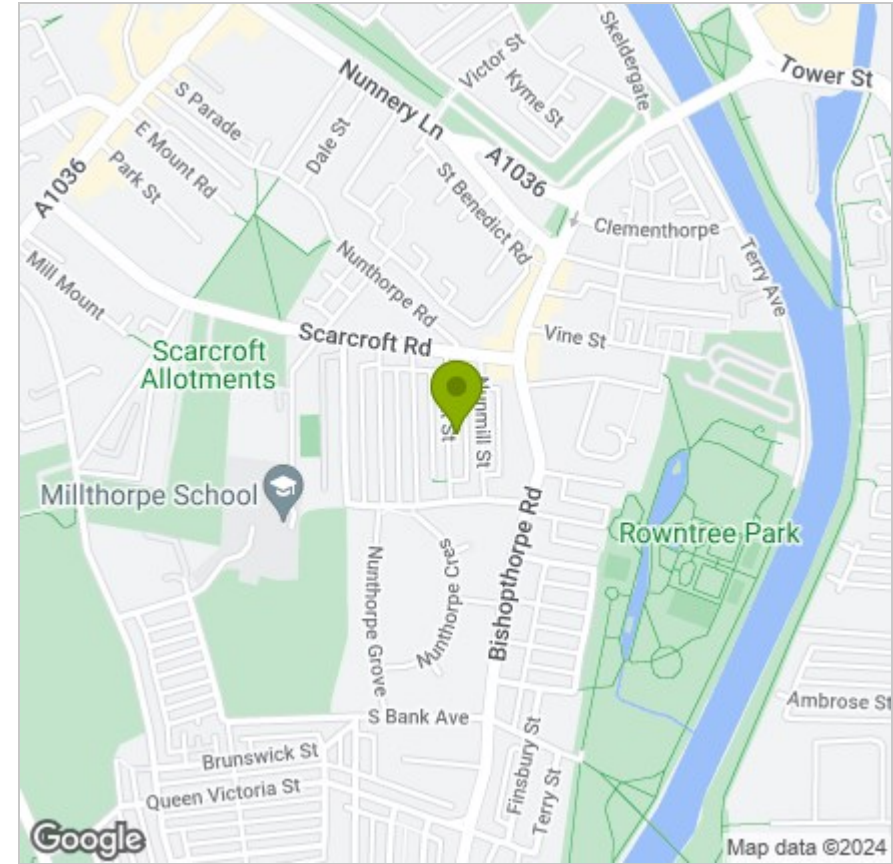 Victor St
Skeldergate
Tower St
Kyme St
Nunnery Ln
S Parade
Dale St
E Mount Rd
A1036
A1036
Park St
St Benedict Rd
Clementhorpe
Terry Ave
Mill Mount
Nunthorpe Rd
Scarcroft Rd
Vine St
Scarcroft
Allotments
St
Nunmill St
Millthorpe School
Bishopthorpe Rd
Rowntree Park
Nunthorpe Cres
Nunthorpe Grove
Ambrose St
S Bank Ave
Finsbury St
Terry St
Brunswick St
Queen Victoria St
Google
Map data ©2024